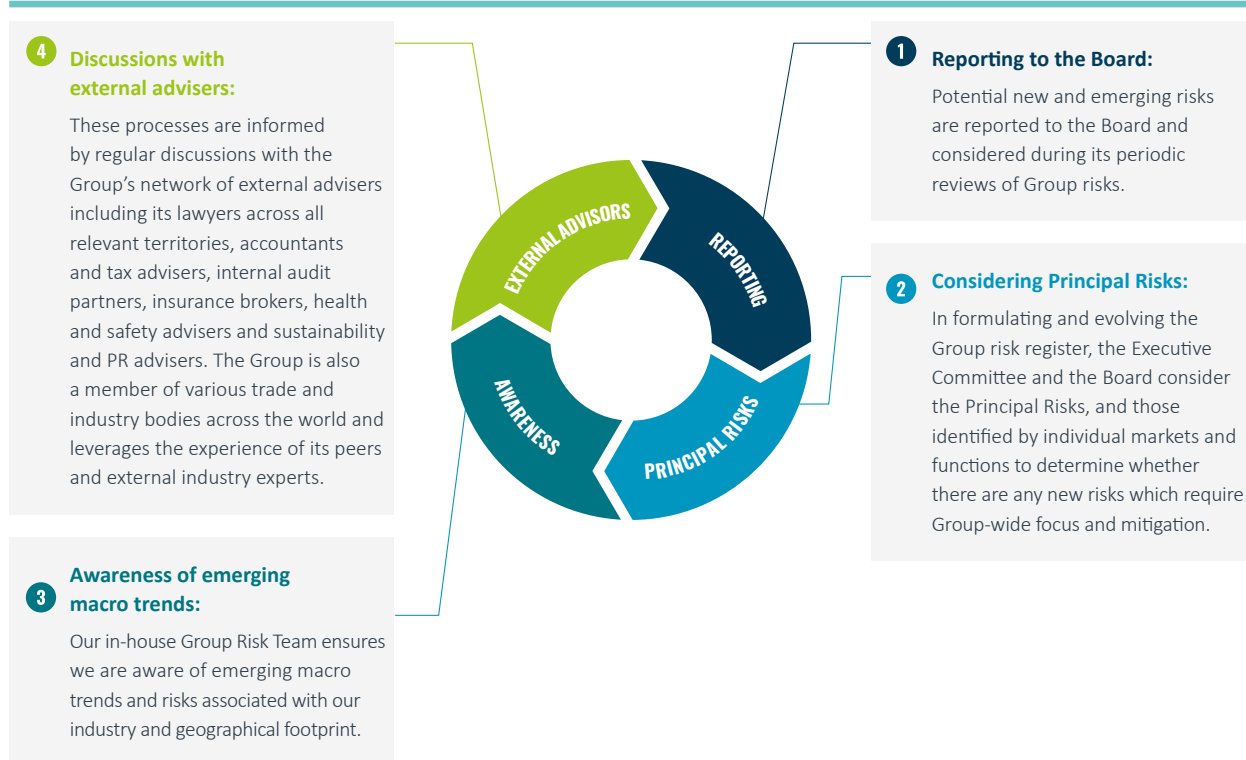 4
Discussions with
external advisers:
These processes are informed
by regular discussions with the
Group’s network of external advisers
including its lawyers across all
relevant territories, accountants
and tax advisers, internal audit
partners, insurance brokers, health
and safety advisers and sustainability
and PR advisers. The Group is also
a member of various trade and
industry bodies across the world and
leverages the experience of its peers
and external industry experts.
3
Awareness of emerging
macro trends:
Our in-house Group Risk Team ensures
we are aware of emerging macro
trends and risks associated with our
industry and geographical footprint.
EXTERNAL ADVISORS
REPORTING
AWARENESS
PRINCIPAL RISKS
1
Reporting to the Board:
Potential new and emerging risks
are reported to the Board and
considered during its periodic
reviews of Group risks.
2
Considering Principal Risks:
In formulating and evolving the
Group risk register, the Executive
Committee and the Board consider
the Principal Risks, and those
identified by individual markets and
functions to determine whether
there are any new risks which require
Group-wide focus and mitigation.